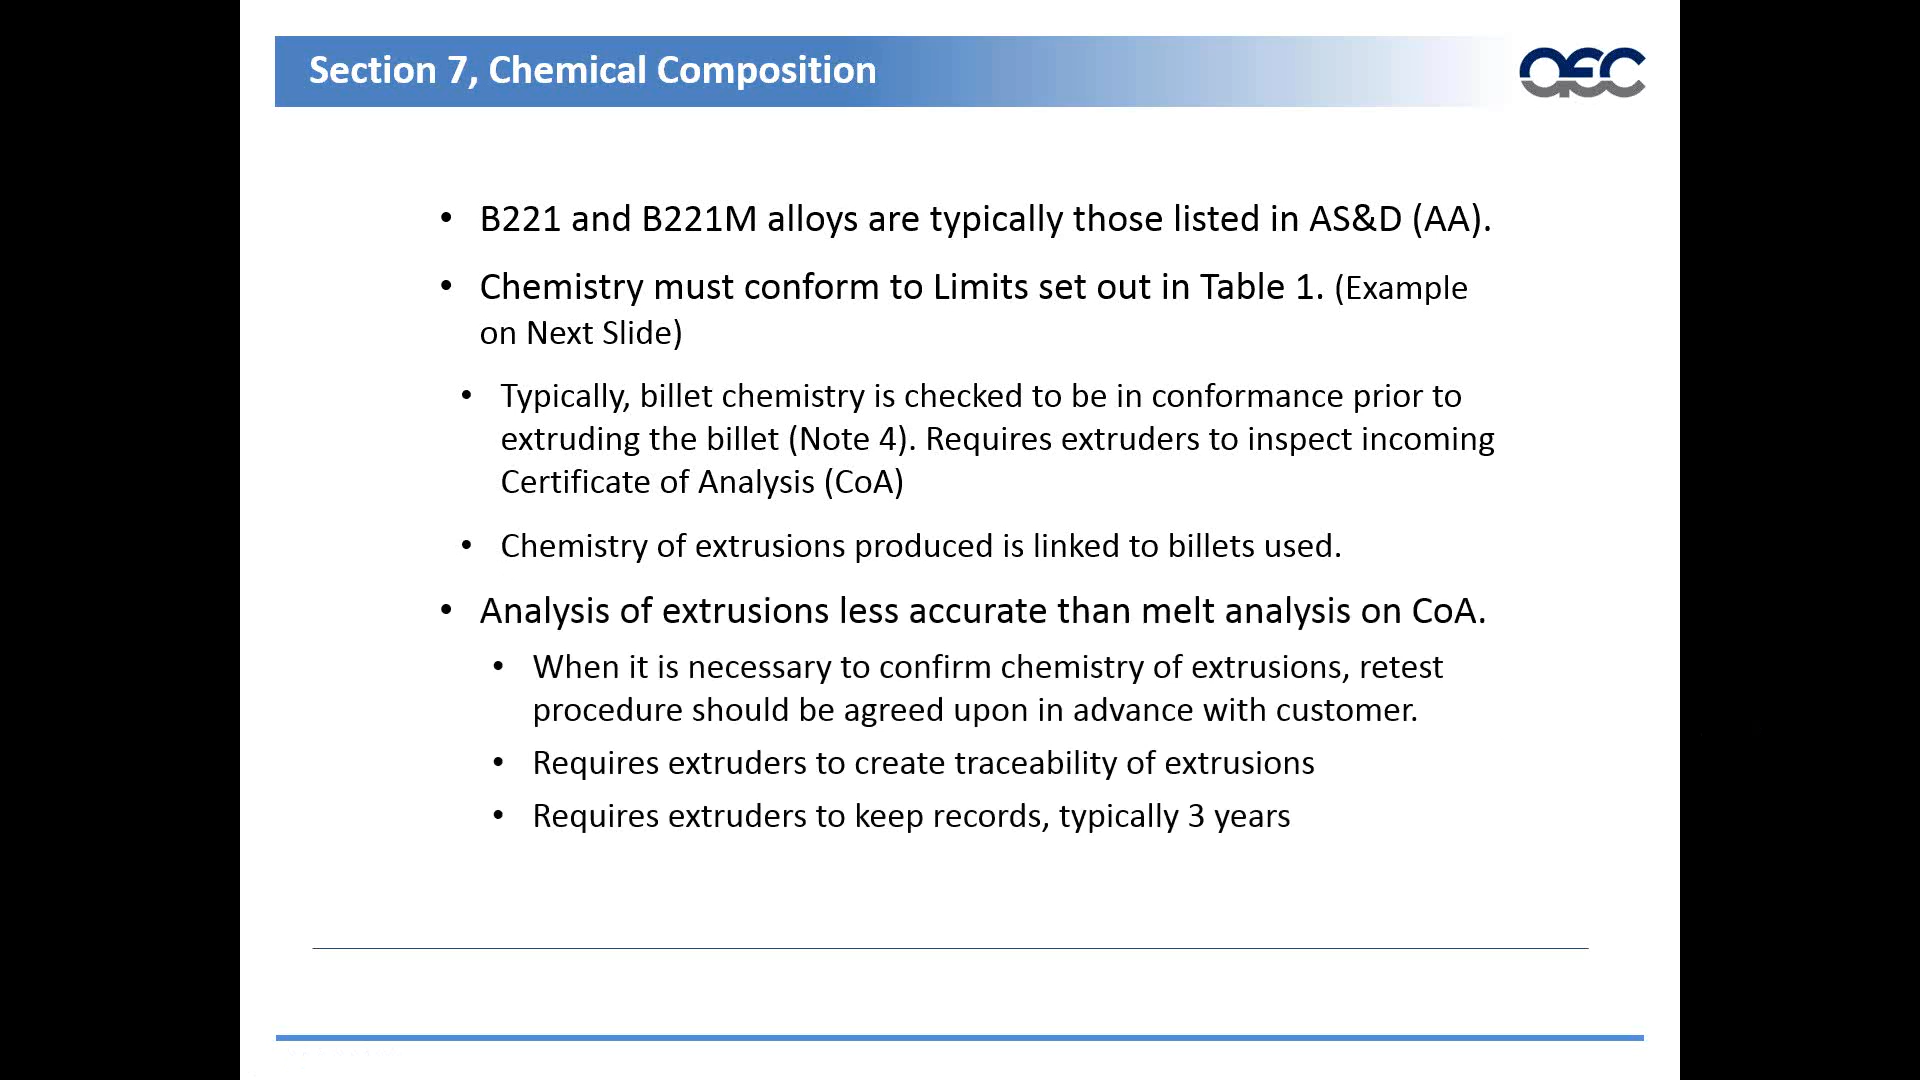 Section 7, Chemical Composition
AEC
• B221 and B221M alloys are typically those listed in AS&D (AA).
• Chemistry must conform to Limits set out in Table 1. (Example
on Next Slide)
• Typically, billet chemistry is checked to be in conformance prior to
extruding the billet (Note 4). Requires extruders to inspect incoming
Certificate of Analysis (CoA)
• Chemistry of extrusions produced is linked to billets used.
• Analysis of extrusions less accurate than melt analysis on CoA.
• When it is necessary to confirm chemistry of extrusions, retest
procedure should be agreed upon in advance with customer.
• Requires extruders to create traceability of extrusions
• Requires extruders to keep records, typically 3 years